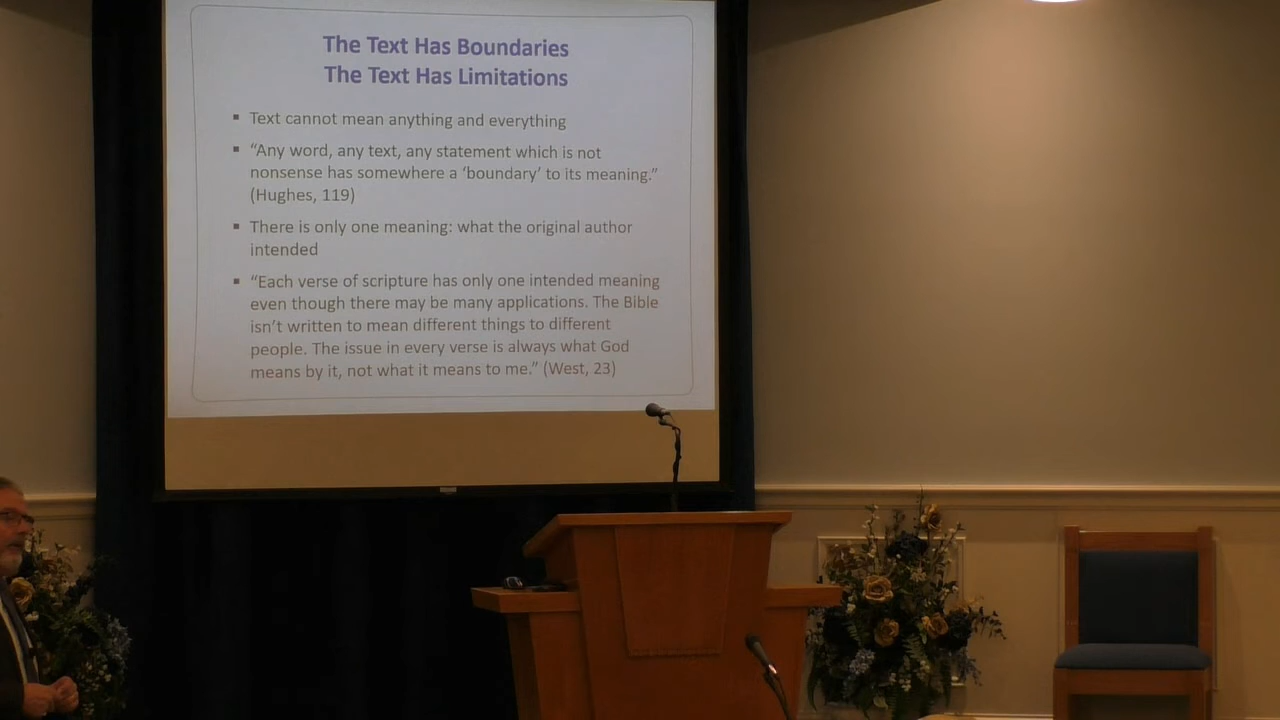 The Text Has Boundaries
The Text Has Limitations
▪ Text cannot mean anything and everything
▪ “Any word, any text, any statement which is not
nonsense has somewhere a ‘boundary’ to its meaning.”
(Hughes, 119)
▪ There is only one meaning: what the original author
intended
▪ “Each verse of scripture has only one intended meaning
even though there may be many applications. The Bible
isn’t written to mean different things to different
people. The issue in every verse is always what God
means by it, not what it means to me.” (West, 23)